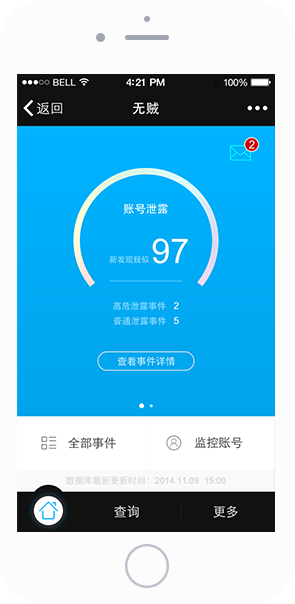 BELL 4:21 PM 100%
返回 无贼
2
账号泄露
新发现疑似 97
高危泄露事件 2
普通泄露事件 5
查看事件详情
全部事件 监控账号
数据库最新更新时间：2014.11.09 15:00
查询 更多